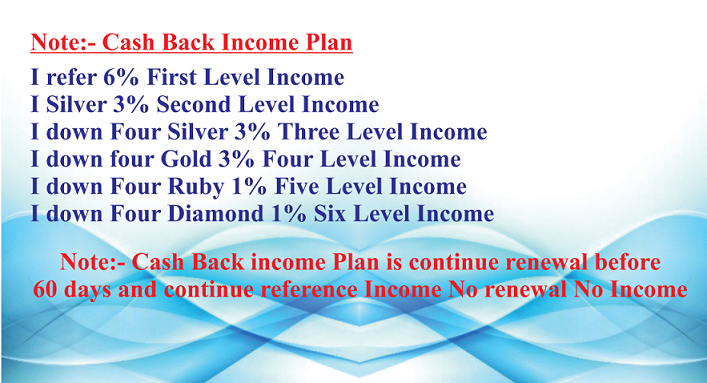 Note:- Cash Back Income Plan
I refer 6% First Level Income
I Silver 3% Second Level Income
I down Four Silver 3% Three Level Income
I down four Gold 3% Four Level Income
I down Four Ruby 1% Five Level Income
I down Four Diamond 1% Six Level Income
Note:- Cash Back income Plan is continue renewal before
60 days and continue reference Income No renewal No Income